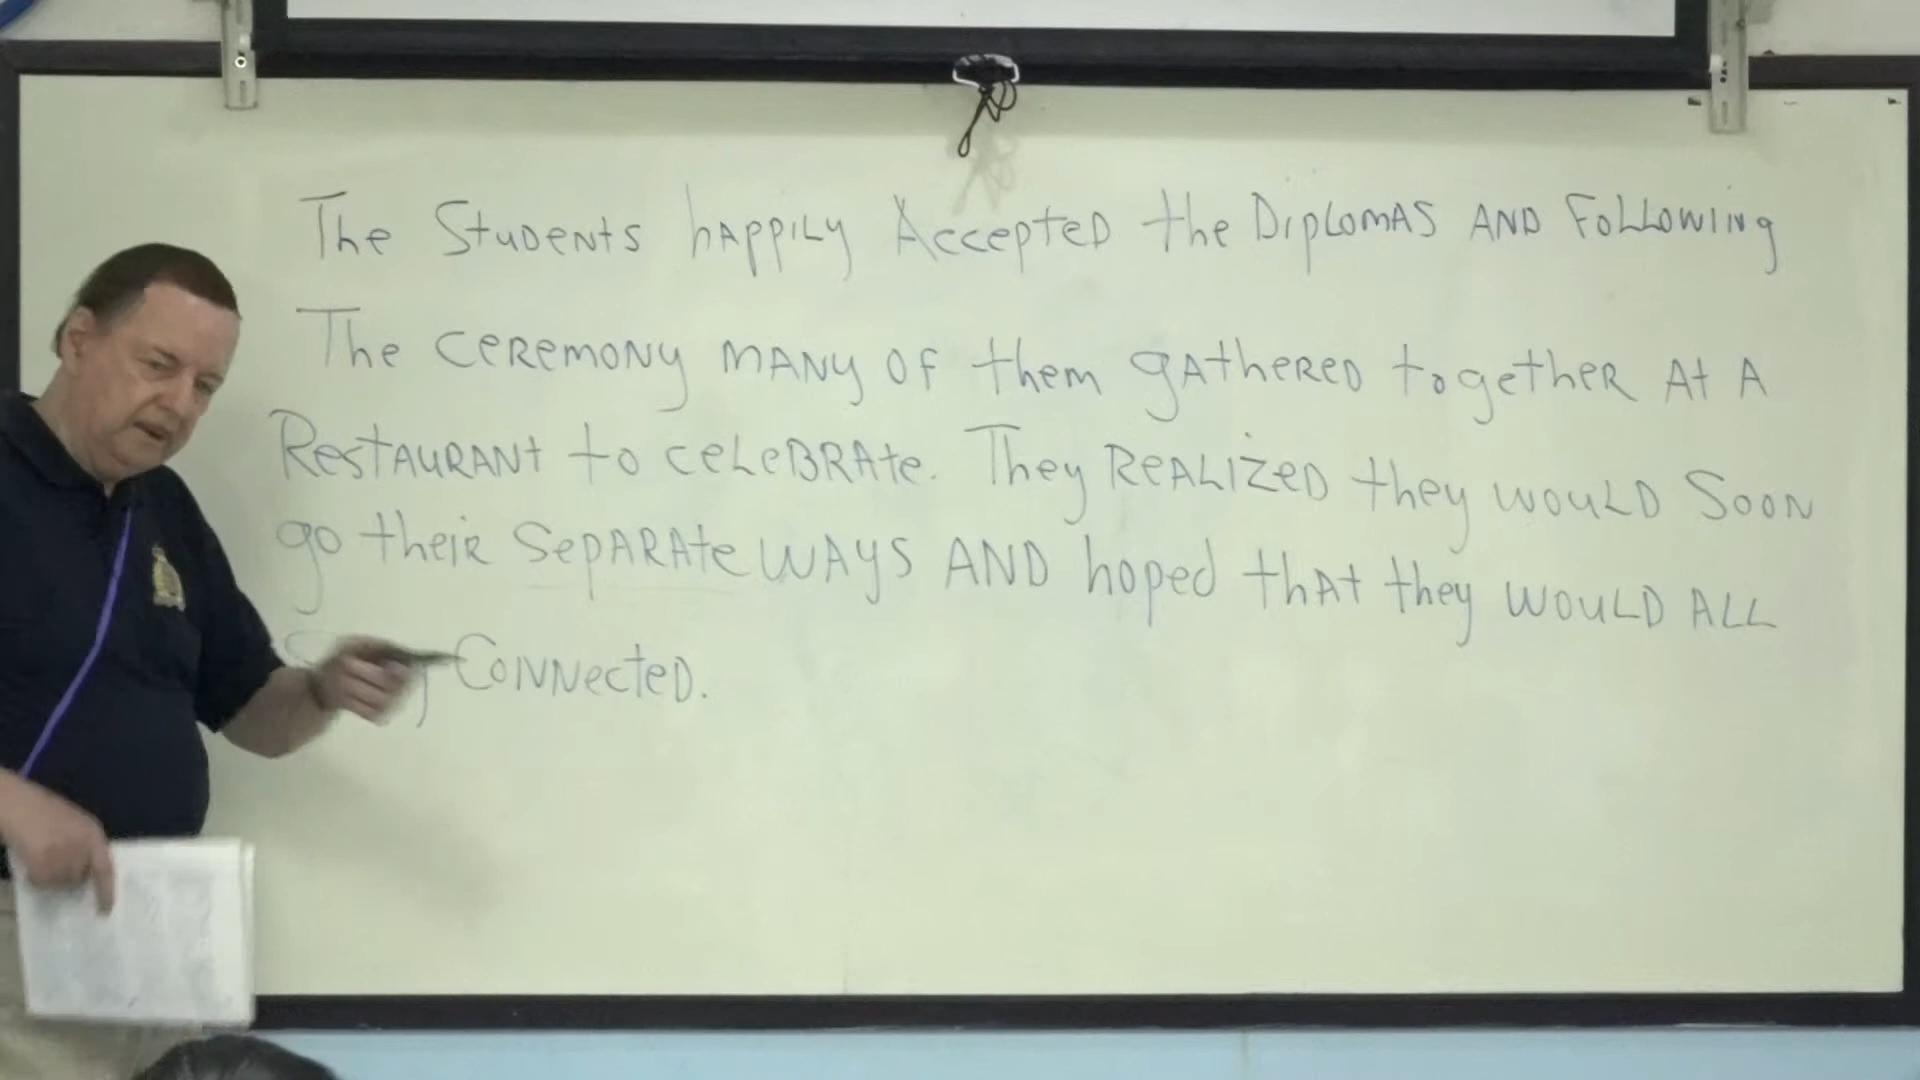 The Students happily Accepted the Diplomas AND Following
The ceremony many of them gathered together At A
Restaurant to celebrate. They Realized they would Soon
go their Separate ways AND hoped that they would ALL
Connected.